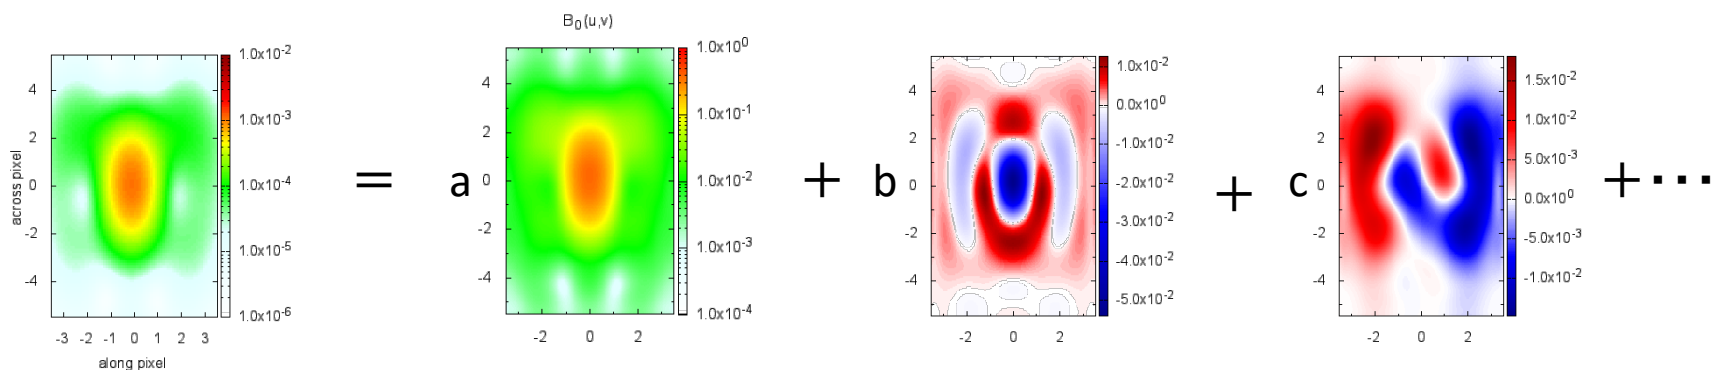 B0(u,v)
1.0x10-2
1.0x10-3
1.0x10-4
1.0x10-5
1.0x10-6
4
2
0
-2
-4
across pixel
-3 -2 -1 0 1 2 3
along pixel
=
a
1.0x100
1.0x10-1
1.0x10-2
1.0x10-3
1.0x10-4
4
2
0
-2
-4
-2 0 2
+
b
1.0x10-2
0.0x100
-1.0x10-2
-2.0x10-2
-3.0x10-2
-4.0x10-2
-5.0x10-2
4
2
0
-2
-4
-2 0 2
+
c
1.5x10-2
1.0x10-2
5.0x10-3
0.0x100
-5.0x10-3
-1.0x10-2
4
2
0
-2
-4
-2 0 2
+⋯